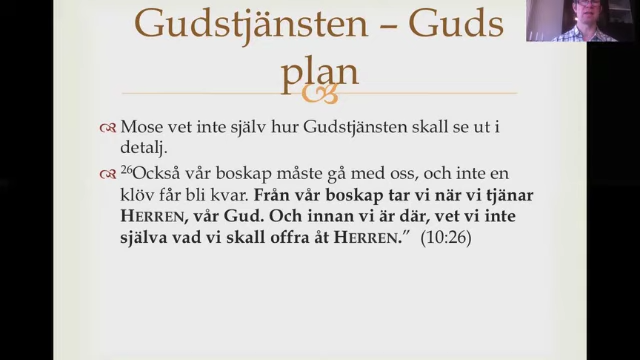 Gudstjänsten – Guds
plan
Mose vet inte själv hur Gudstjänsten skall se ut i
detalj.
26Också vår boskap måste gå med oss, och inte en
klöv får bli kvar. Från vår boskap tar vi när vi tjänar
HERREN, vår Gud. Och innan vi är där, vet vi inte
själva vad vi skall offra åt HERREN.” (10:26)